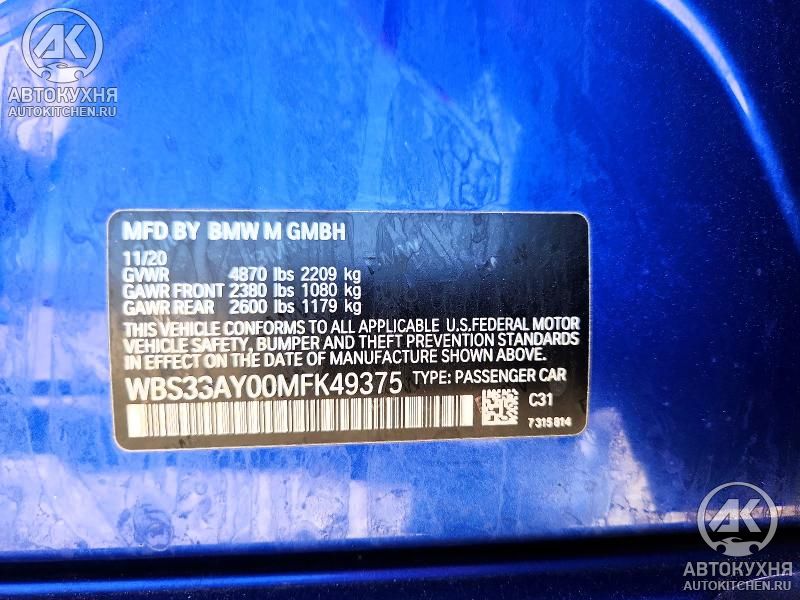 АК
АВТОКУХНЯ
AUTOKITCHEN.RU
MFD BY BMW M GMBH
11/20
GVWR 4870 lbs 2209 kg
GAWR FRONT 2380 lbs 1080 kg
GAWR REAR 2600 lbs 1179 kg
THIS VEHICLE CONFORMS TO ALL APPLICABLE U.S.FEDERAL MOTOR
VEHICLE SAFETY, BUMPER AND THEFT PREVENTION STANDARDS
IN EFFECT ON THE DATE OF MANUFACTURE SHOWN ABOVE.
WBS33AY00MFK49375 TYPE: PASSENGER CAR
C31
7315814
АК
АВТОКУХНЯ
AUTOKITCHEN.RU